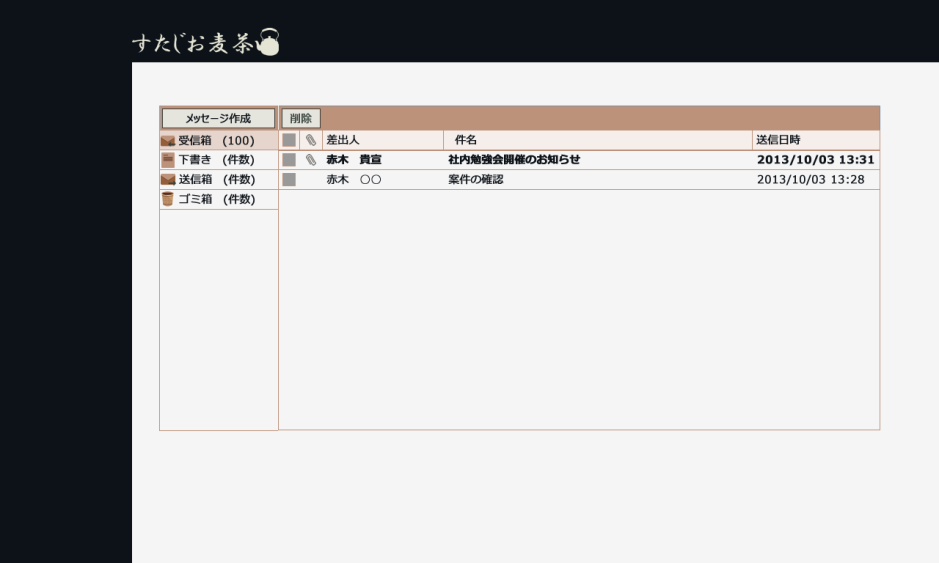 すたじお麦茶
メッセージ作成 削除
受信箱 (100) 差出人 件名 送信日時
下書き (件数) 赤木 貴宣 社内勉強会開催のお知らせ 2013/10/03 13:31
送信箱 (件数) 赤木 〇〇 案件の確認 2013/10/03 13:28
ゴミ箱 (件数)